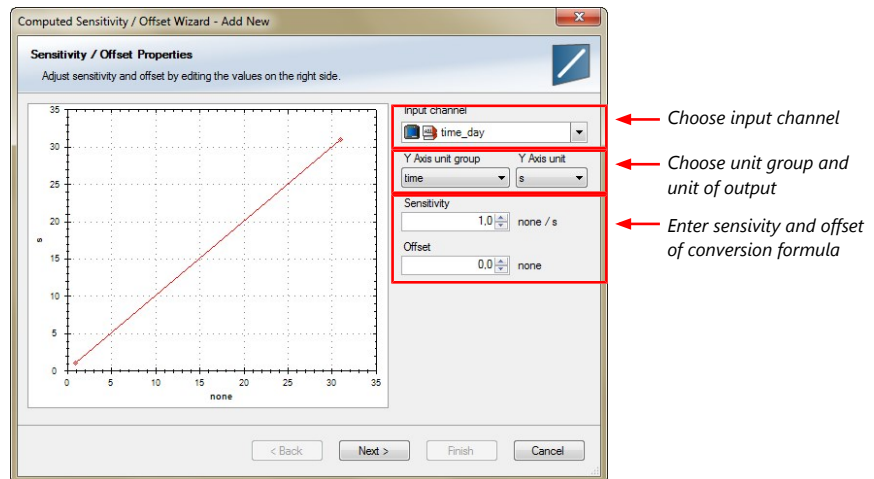 Computed Sensitivity / Offset Wizard - Add New
x
Sensitivity / Offset Properties
Adjust sensitivity and offset by editing the values on the right side.
35
30
25
20
15
10
5
0
s
0 5 10 15 20 25 30 35
none
Input channel
time_day
Y Axis unit group Y Axis unit
time s
Sensitivity
1,0 none / s
Offset
0,0 none
Choose input channel
Choose unit group and
unit of output
Enter sensivity and offset
of conversion formula
< Back Next > Finish Cancel